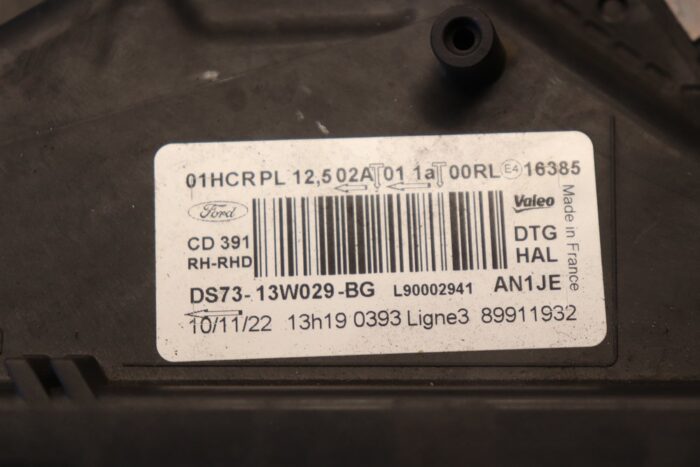 01HCR PL 12,5 02A 01 1a 00RL E4 16385
Ford
Valeo
CD 391
RH-RHD
DTG
HAL
Made in France
DS73-13W029-BG L90002941 AN1JE
10/11/22 13h19 0393 Ligne3 89911932